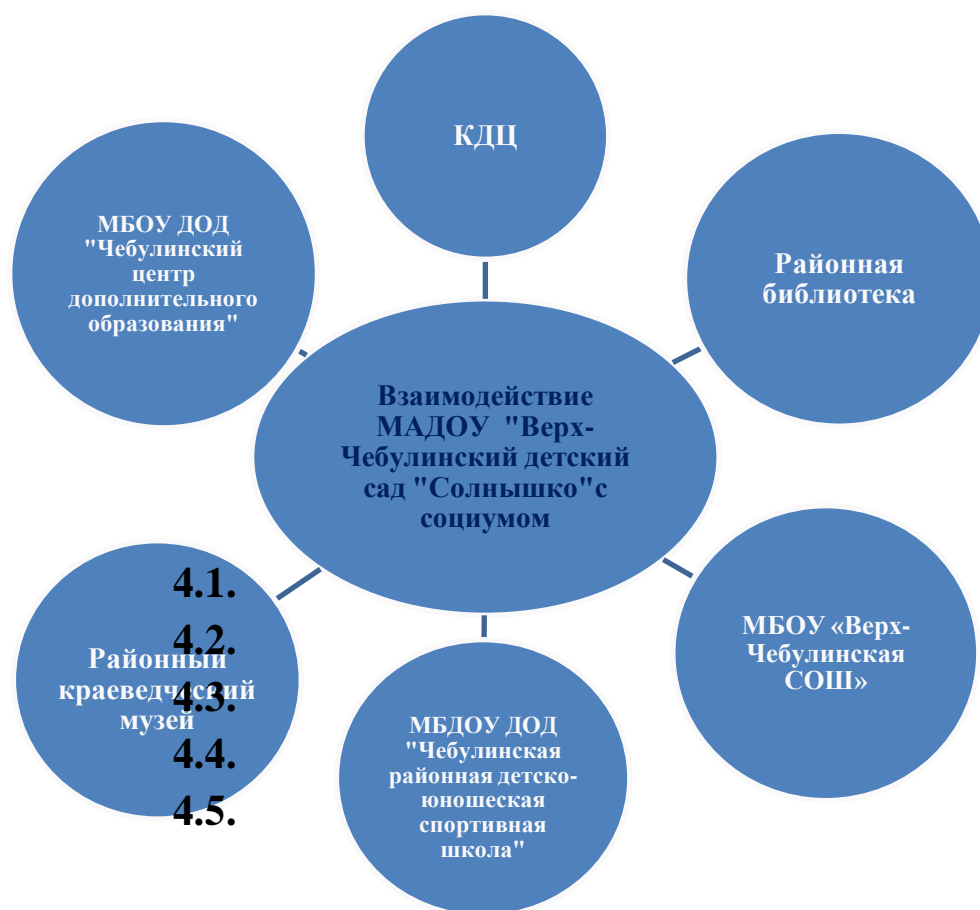 КДЦ
МБОУ ДОД
"Чебулинский
центр
дополнительного
образования"
Районная
библиотека
Взаимодействие
МАДОУ "Верх-
Чебулинский детский
сад "Солнышко"с
социумом
4.1.
4.2.
4.3.
4.4.
4.5.
Районный
краеведческий
музей
МБДОУ ДОД
"Чебулинская
районная детско-
юношеская
спортивная
школа"
МБОУ «Верх-
Чебулинская
СОШ»